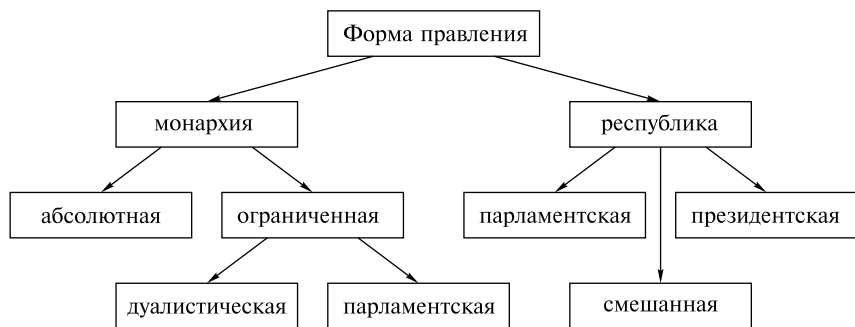 Форма правления
монархия
республика
абсолютная
ограниченная
парламентская
президентская
дуалистическая
парламентская
смешанная